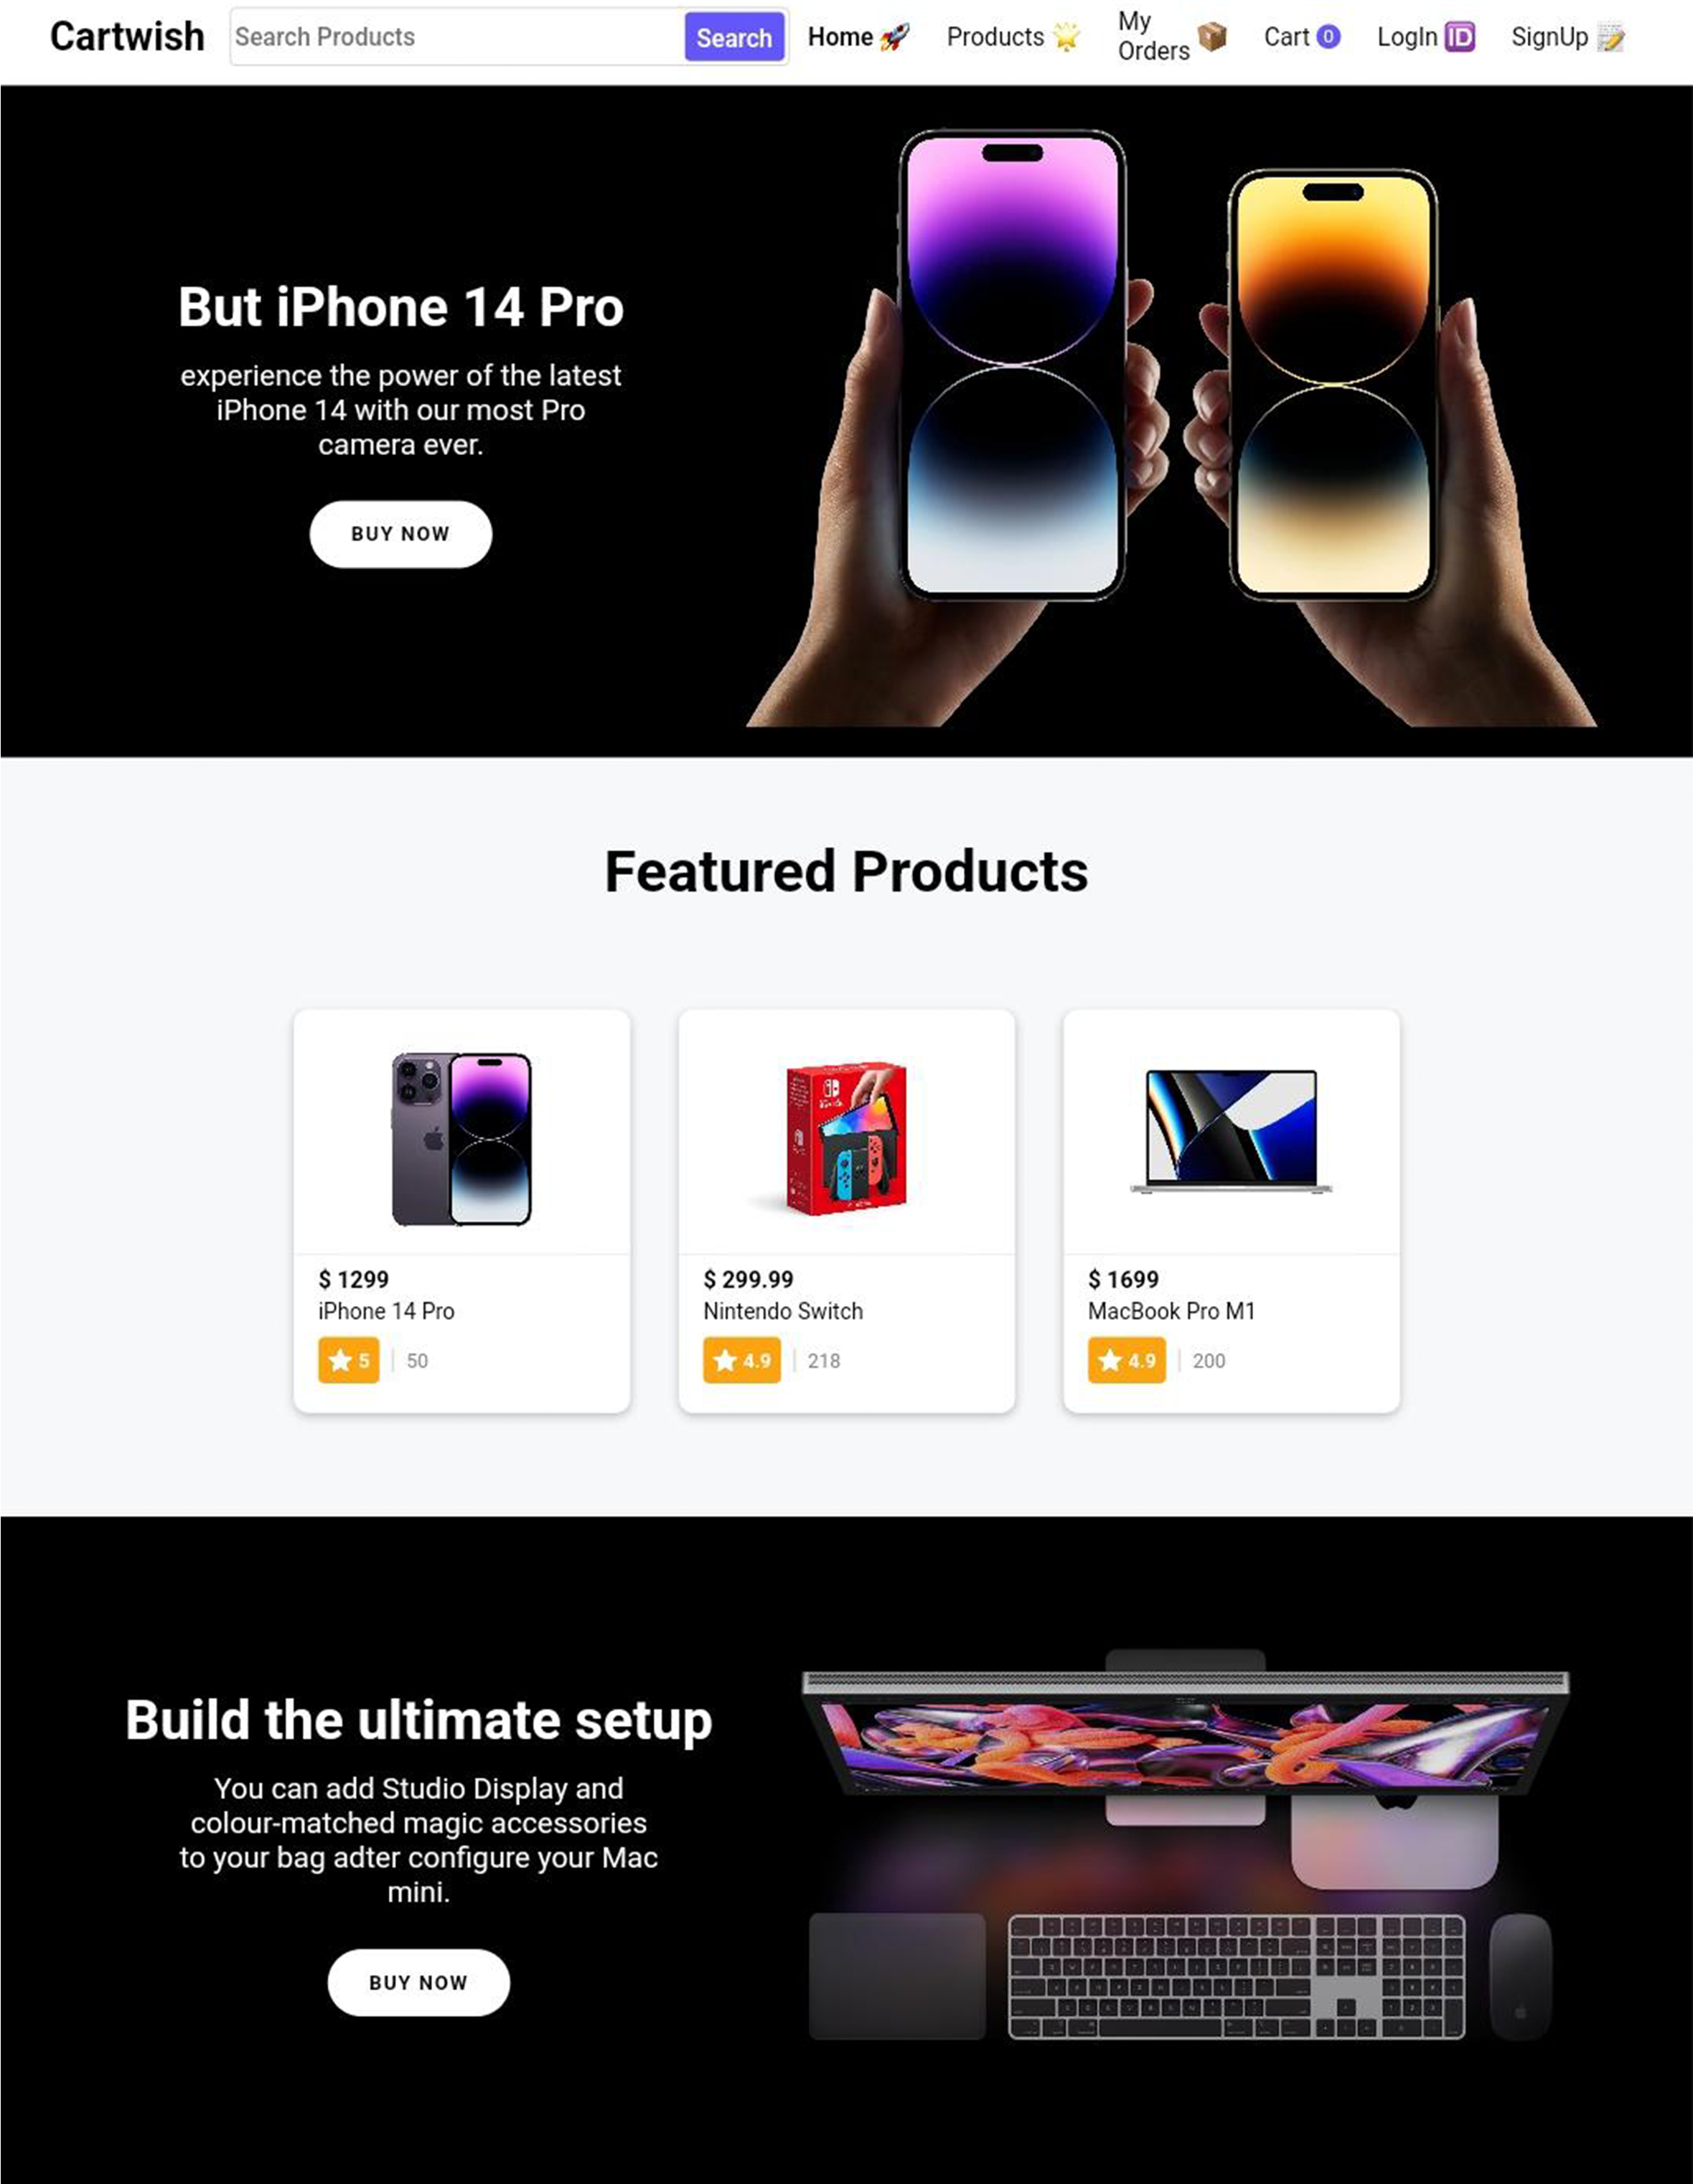 Cartwish
Search Products
Search
Home 🚀
Products 🌟
My
Orders 📦
Cart 0
LogIn 🆔
SignUp 📝
But iPhone 14 Pro
experience the power of the latest
iPhone 14 with our most Pro
camera ever.
BUY NOW
Featured Products
$ 1299
iPhone 14 Pro
5 | 50
$ 299.99
Nintendo Switch
4.9 | 218
$ 1699
MacBook Pro M1
4.9 | 200
Build the ultimate setup
You can add Studio Display and
colour-matched magic accessories
to your bag adter configure your Mac
mini.
BUY NOW